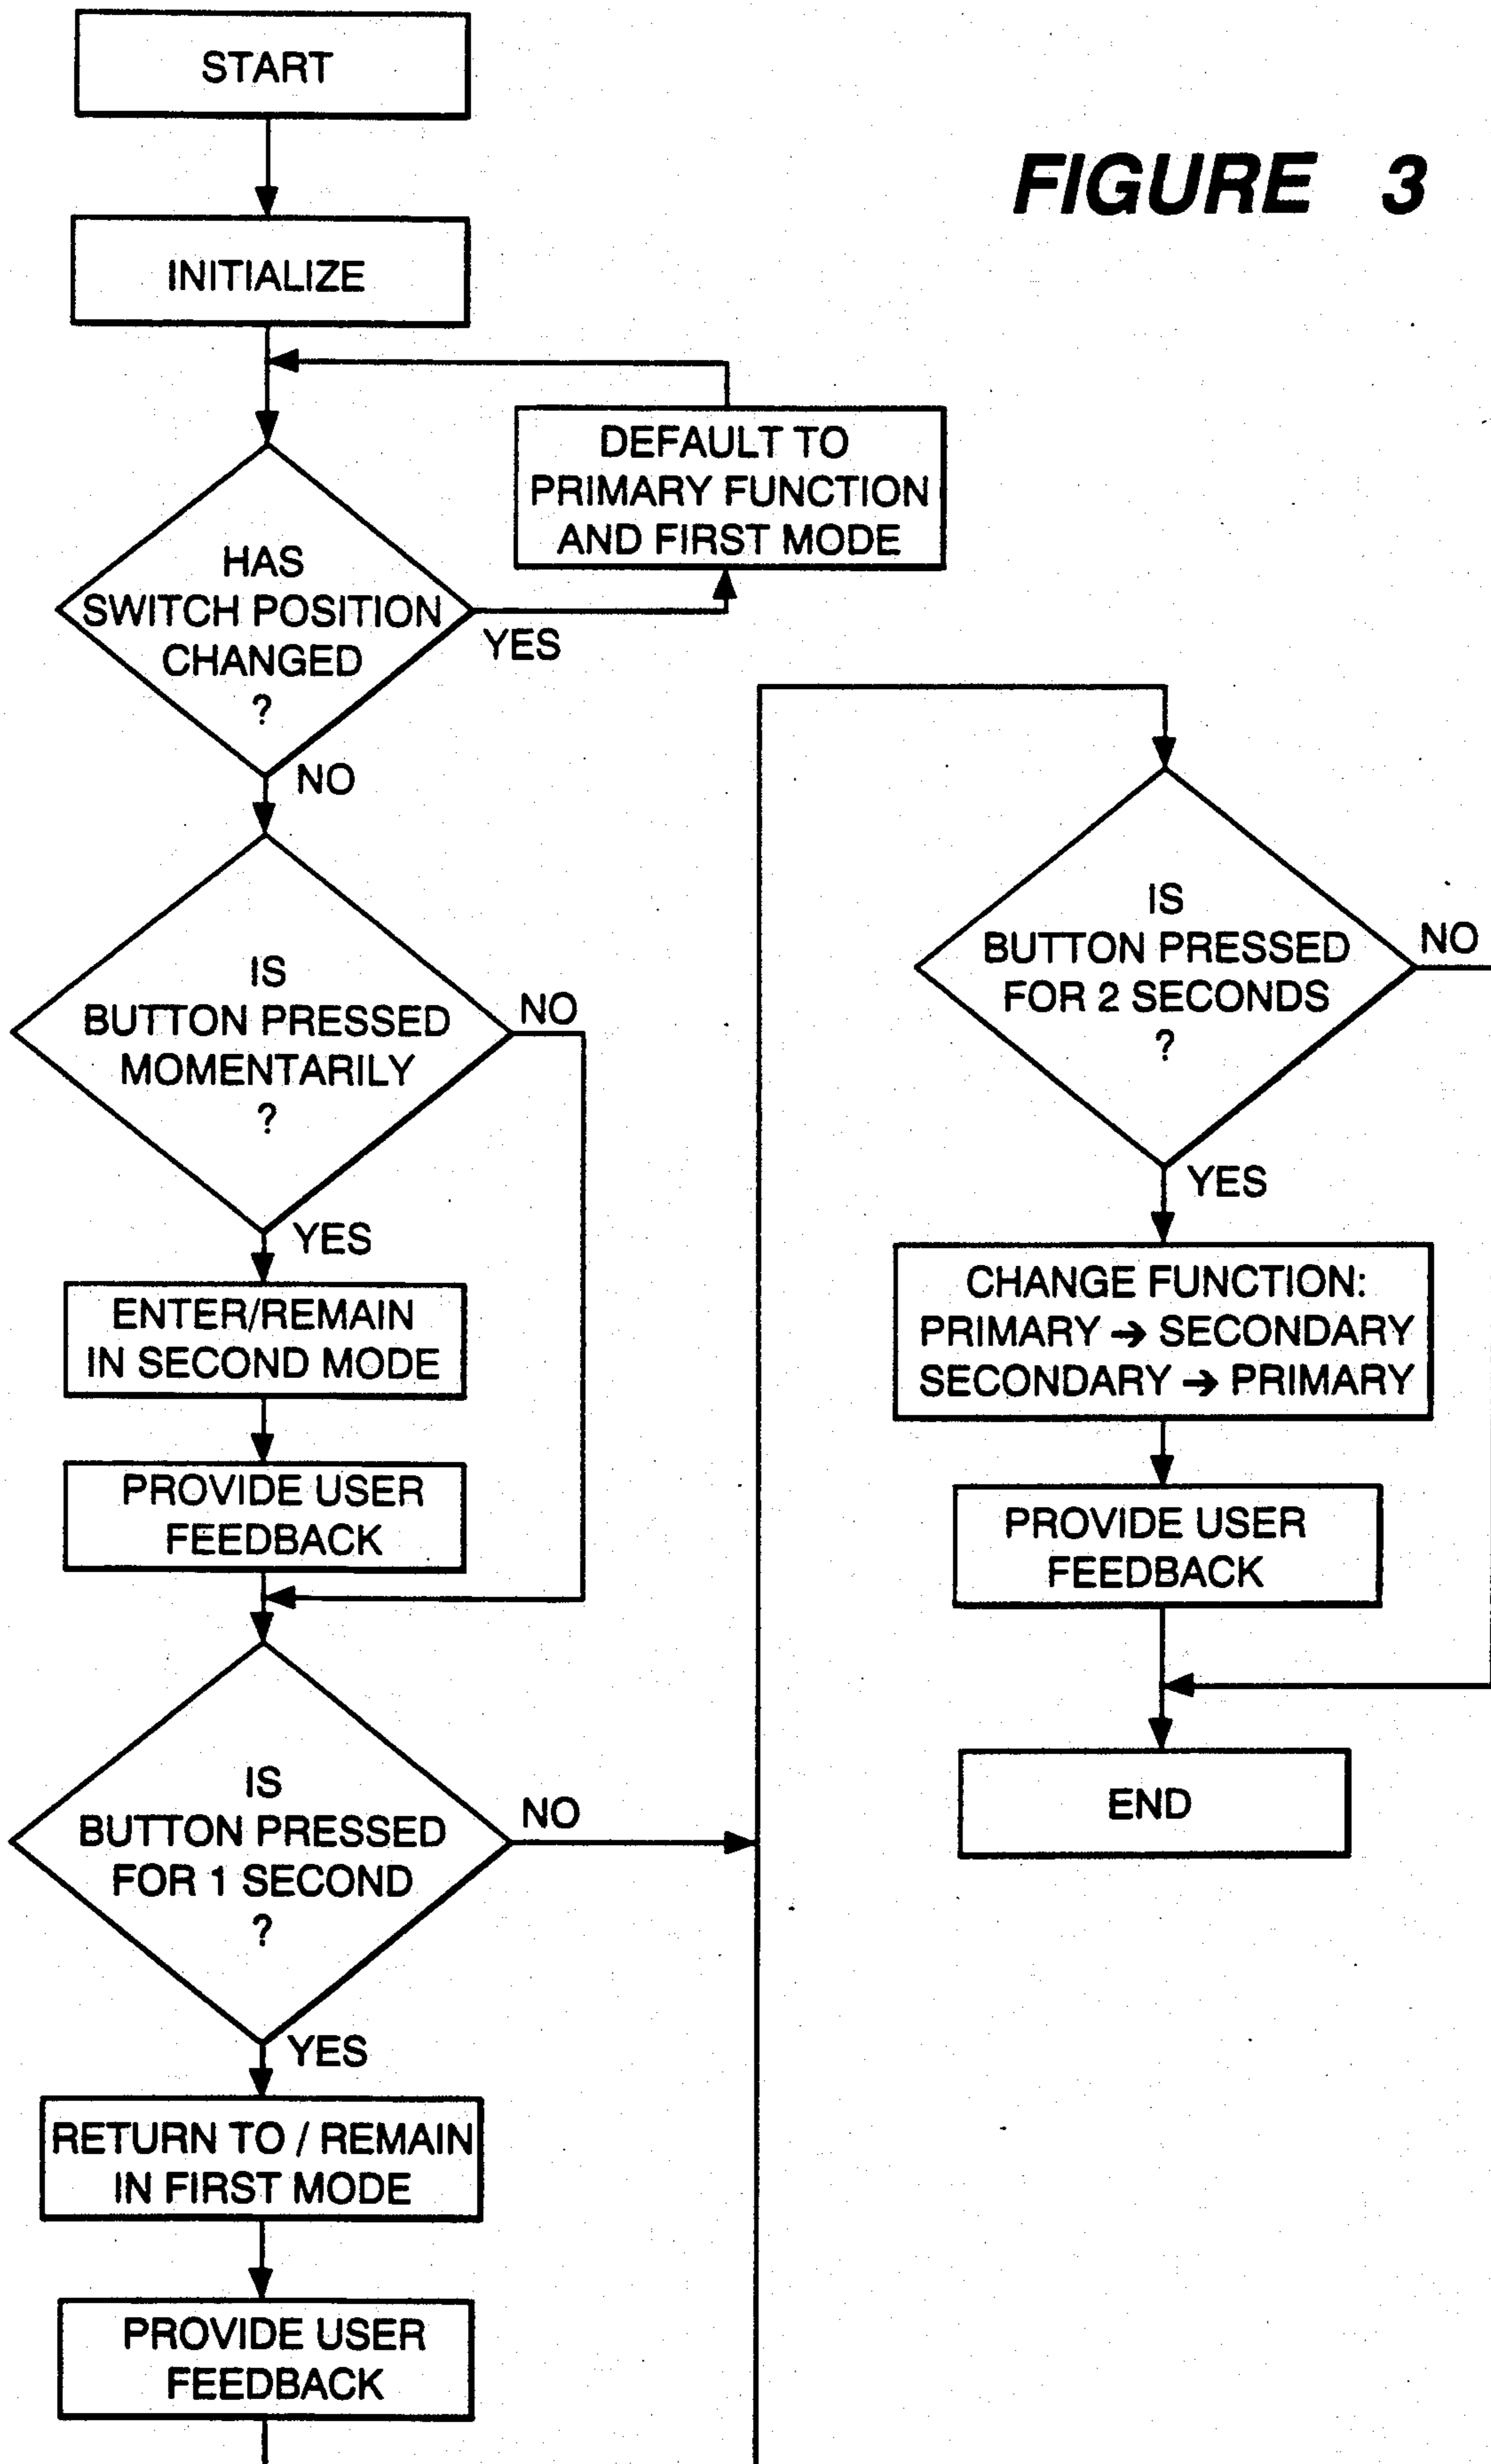 START
FIGURE 3
INITIALIZE
DEFAULT TO
PRIMARY FUNCTION
AND FIRST MODE
HAS
SWITCH POSITION
CHANGED
?
YES
NO
IS
BUTTON PRESSED
MOMENTARILY
?
NO
YES
ENTER/REMAIN
IN SECOND MODE
PROVIDE USER
FEEDBACK
IS
BUTTON PRESSED
FOR 1 SECOND
?
NO
YES
RETURN TO / REMAIN
IN FIRST MODE
PROVIDE USER
FEEDBACK
IS
BUTTON PRESSED
FOR 2 SECONDS
?
NO
YES
CHANGE FUNCTION:
PRIMARY → SECONDARY
SECONDARY → PRIMARY
PROVIDE USER
FEEDBACK
END